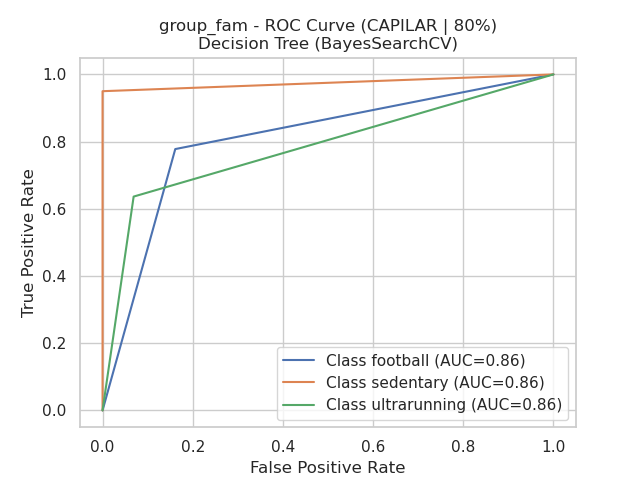 group_fam - ROC Curve (CAPILAR | 80%)
Decision Tree (BayesSearchCV)
True Positive Rate
1.0
0.8
0.6
0.4
0.2
0.0
Class football (AUC=0.86)
Class sedentary (AUC=0.86)
Class ultrarunning (AUC=0.86)
0.0 0.2 0.4 0.6 0.8 1.0
False Positive Rate